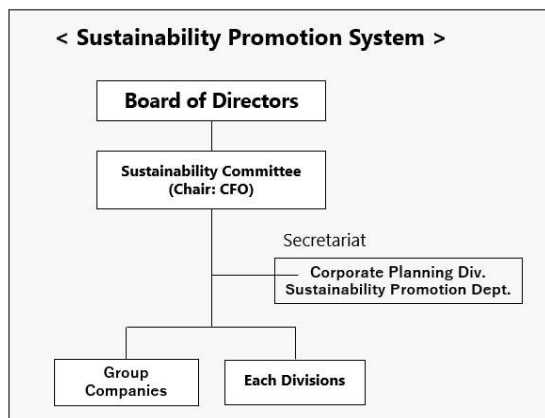 < Sustainability Promotion System >
Board of Directors
Sustainability Committee
(Chair: CFO)
Secretariat
Corporate Planning Div.
Sustainability Promotion Dept.
Group
Companies
Each Divisions